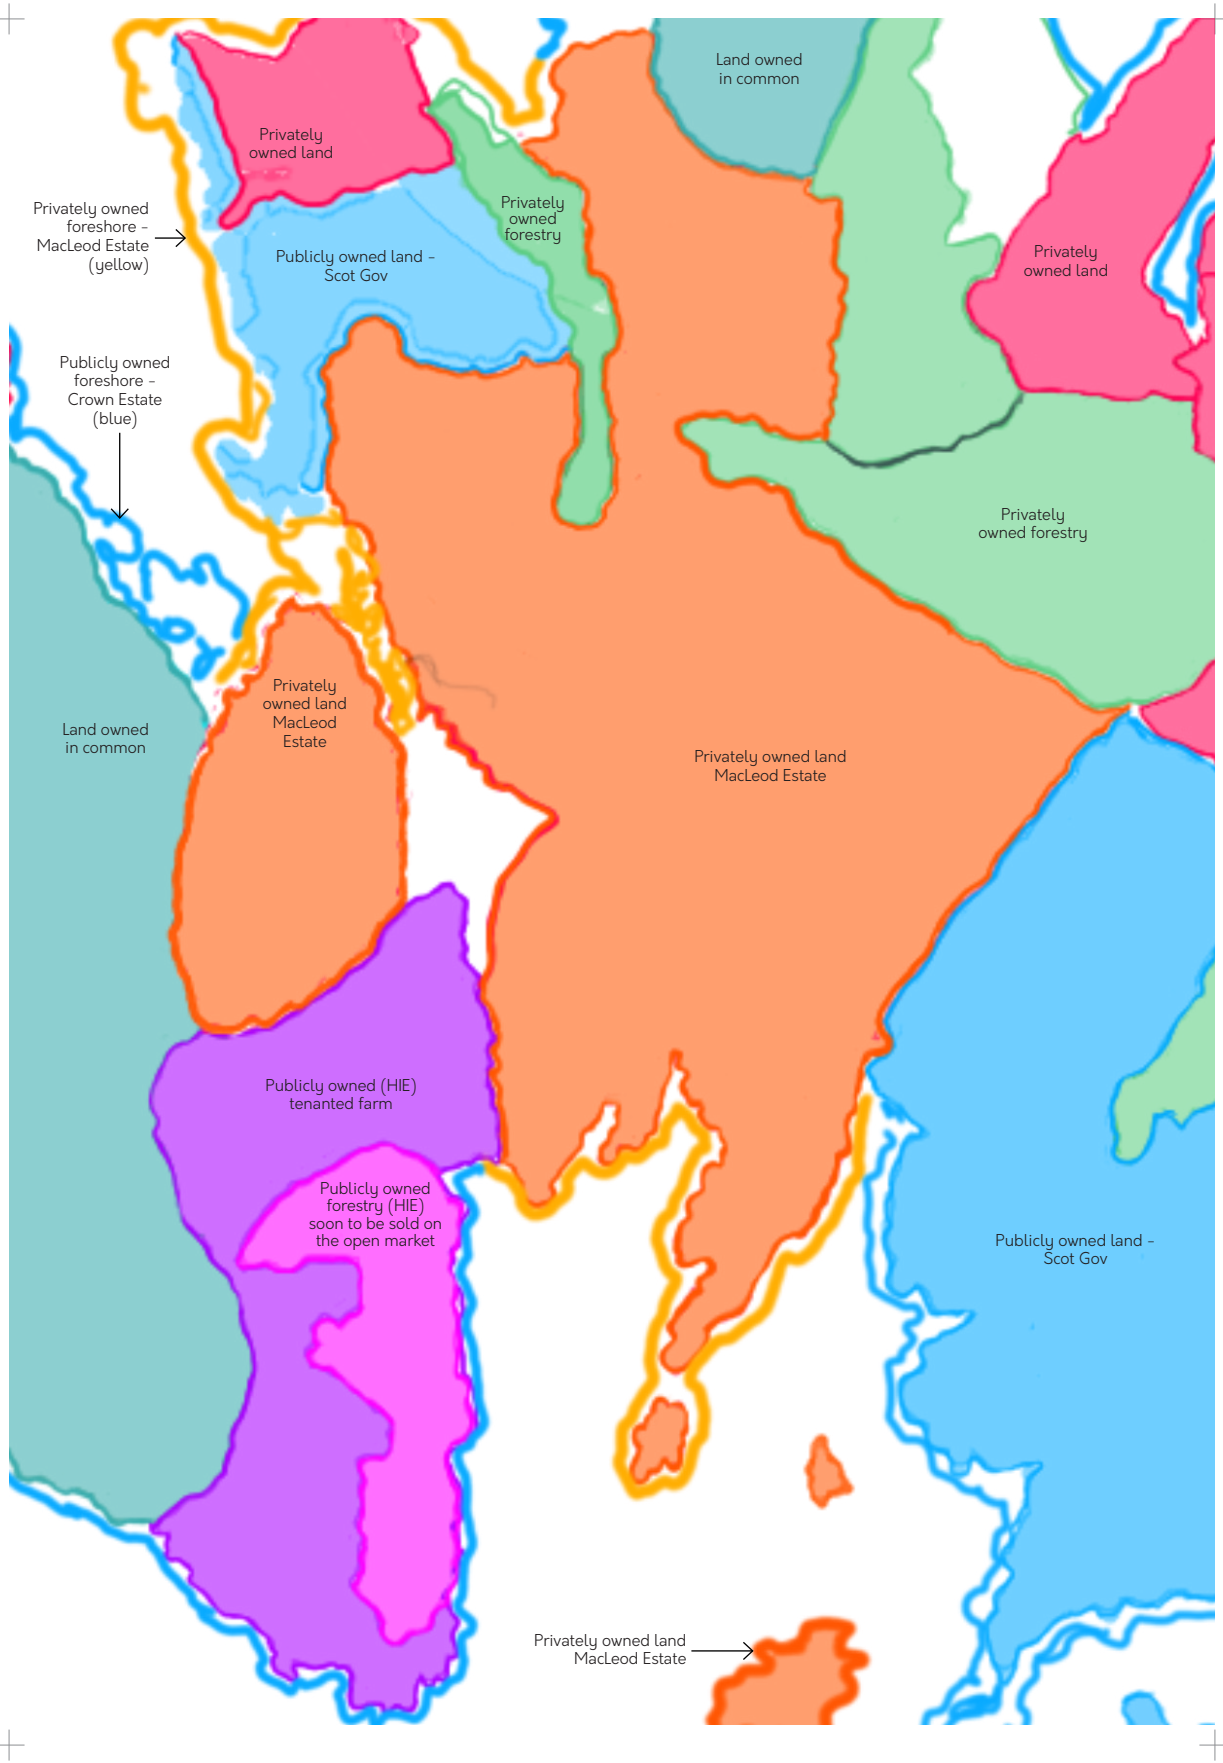 Land owned
in common
Privately
owned land
Privately owned
foreshore -
MacLeod Estate
(yellow)
Privately
owned
forestry
Publicly owned land -
Scot Gov
Privately
owned land
Publicly owned
foreshore -
Crown Estate
(blue)
Privately
owned forestry
Privately
owned land
MacLeod
Estate
Land owned
in common
Privately owned land
MacLeod Estate
Publicly owned (HIE)
tenanted farm
Publicly owned
forestry (HIE)
soon to be sold on
the open market
Publicly owned land -
Scot Gov
Privately owned land
MacLeod Estate